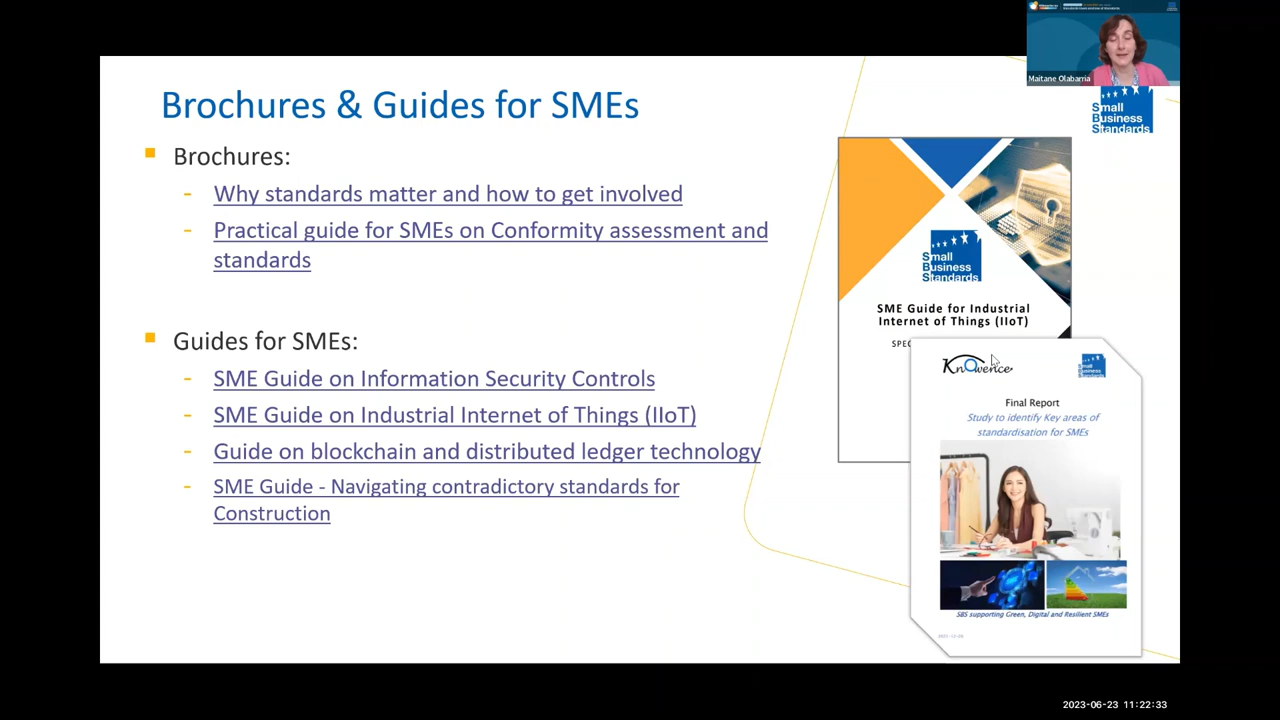 Maitane Olabarria
Small
Business
Standards
Brochures & Guides for SMEs
Brochures:
- Why standards matter and how to get involved
- Practical guide for SMEs on Conformity assessment and
standards
Guides for SMEs:
- SME Guide on Information Security Controls
- SME Guide on Industrial Internet of Things (IIoT)
- Guide on blockchain and distributed ledger technology
- SME Guide - Navigating contradictory standards for
Construction
Small
Business
Standards
SME Guide for Industrial
Internet of Things (IIoT)
Knowence
Small
Business
Standards
Final Report
Study to identify Key areas of
standardisation for SMEs
SBS supporting Green, Digital and Resilient SMEs
2023-06-23 11:22:33